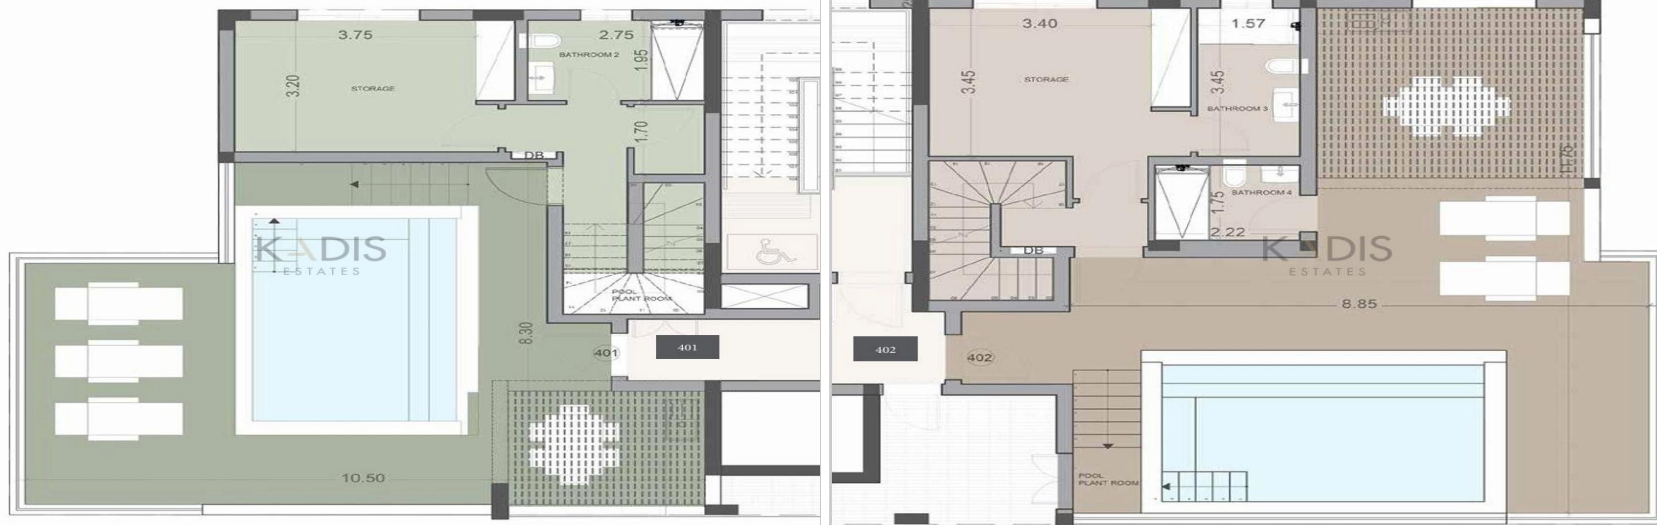 3.75
2.75
BATHROOM 2
1.95
3.20
STORAGE
1.70
DB
KADIS
ESTATES
POOL
PLANT ROOM
8.30
401
401
10.50
3.40
1.57
STORAGE
3.45
3.45
BATHROOM 3
11.75
BATHROOM 4
1.75
2.22
DB
KADIS
ESTATES
8.85
402
402
POOL
PLANT ROOM